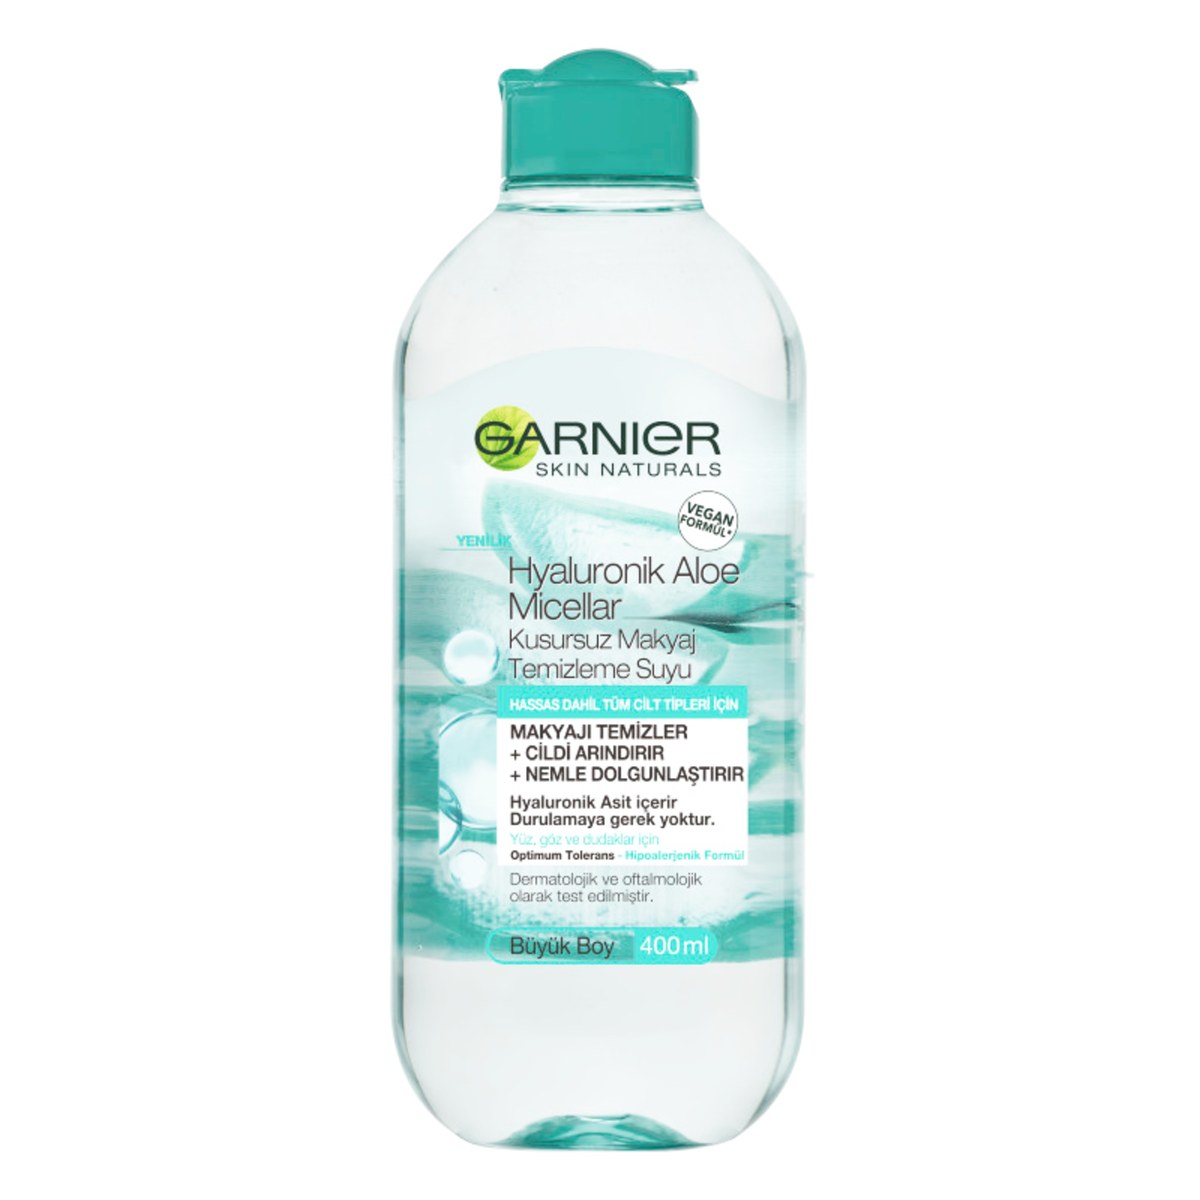 GARNIER
SKIN NATURALS
VEGAN
FORMÜL*
YENİLİK
Hyaluronik Aloe
Micellar
Kusursuz Makyaj
Temizleme Suyu
HASSAS DAHİL TÜM CİLT TİPLERİ İÇİN
MAKYAJI TEMİZLER
+ CİLDİ ARINDIRIR
+ NEMLE DOLGUNLAŞTIRIR
Hyaluronik Asit içerir
Durulamaya gerek yoktur.
Yüz, göz ve dudaklar için
Optimum Tolerans - Hipoalerjenik Formül
Dermatolojik ve oftalmolojik
olarak test edilmiştir.
Büyük Boy 400ml